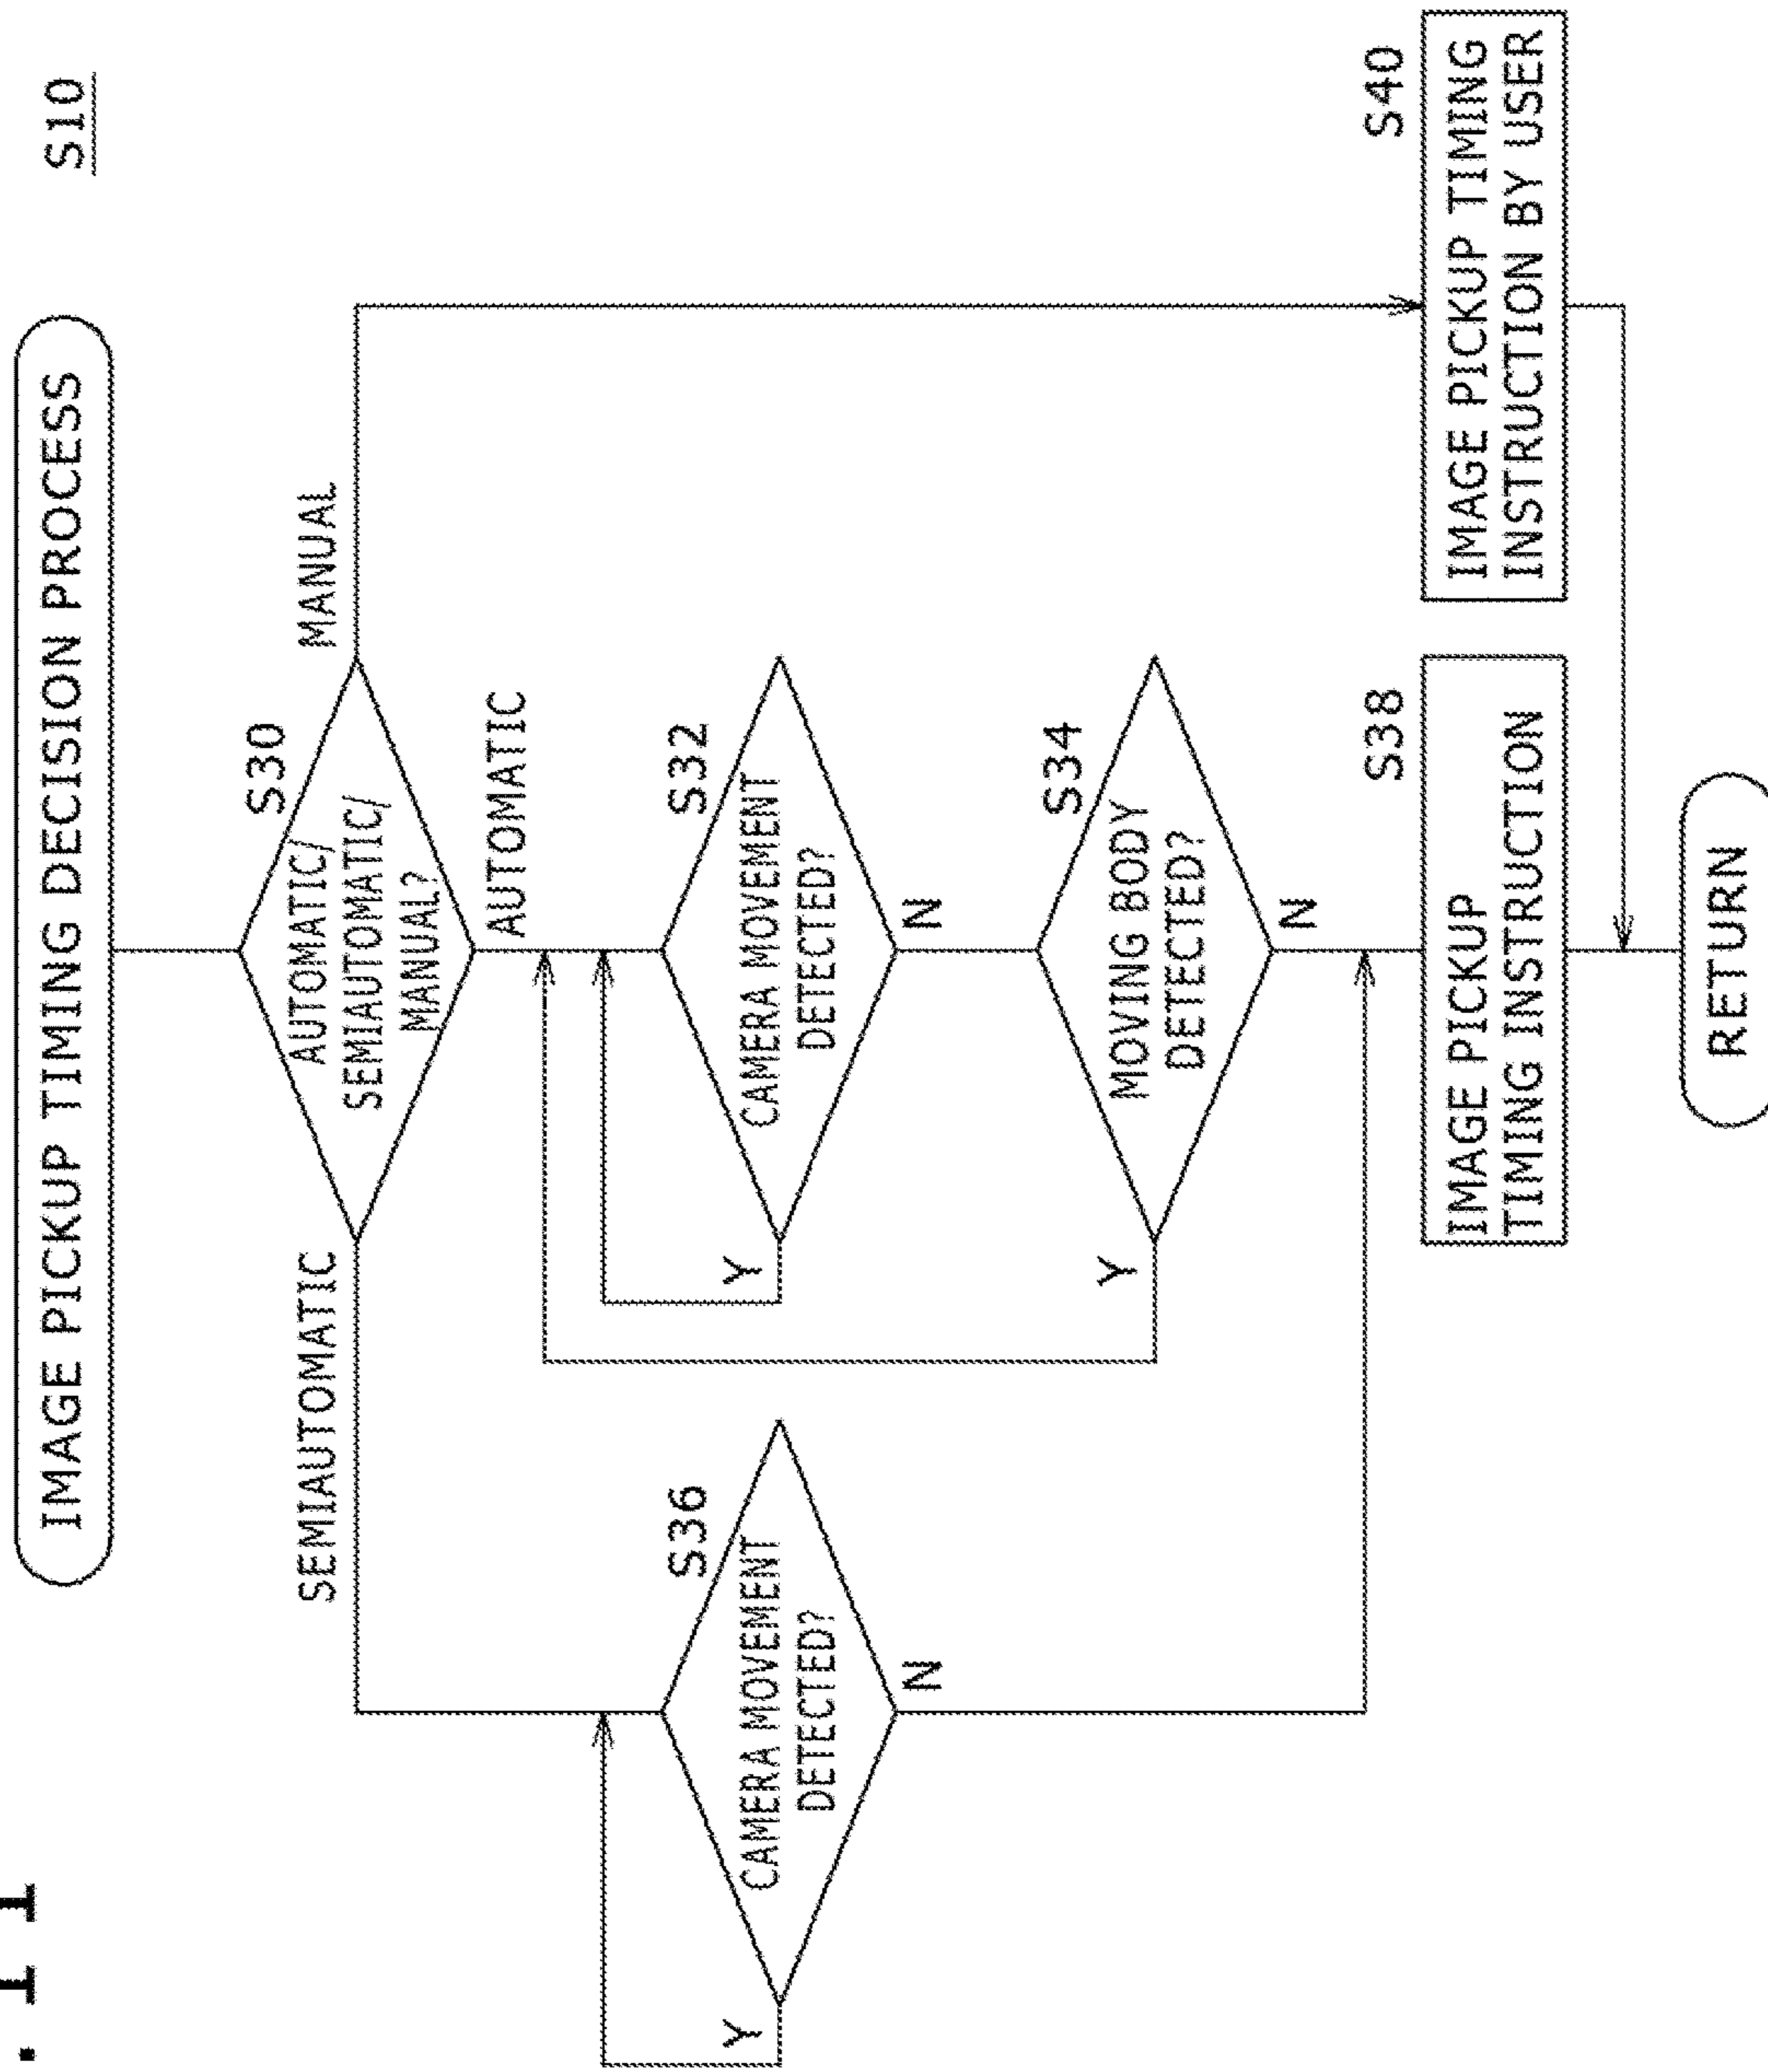 . 11
IMAGE PICKUP TIMING DECISION PROCESS
S10
S30
AUTOMATIC/
SEMIAUTOMATIC/
MANUAL?
SEMIAUTOMATIC
MANUAL
AUTOMATIC
S36
CAMERA MOVEMENT
DETECTED?
Y
N
S32
CAMERA MOVEMENT
DETECTED?
Y
N
S34
MOVING BODY
DETECTED?
Y
N
S38
IMAGE PICKUP
TIMING INSTRUCTION
S40
IMAGE PICKUP TIMING
INSTRUCTION BY USER
RETURN